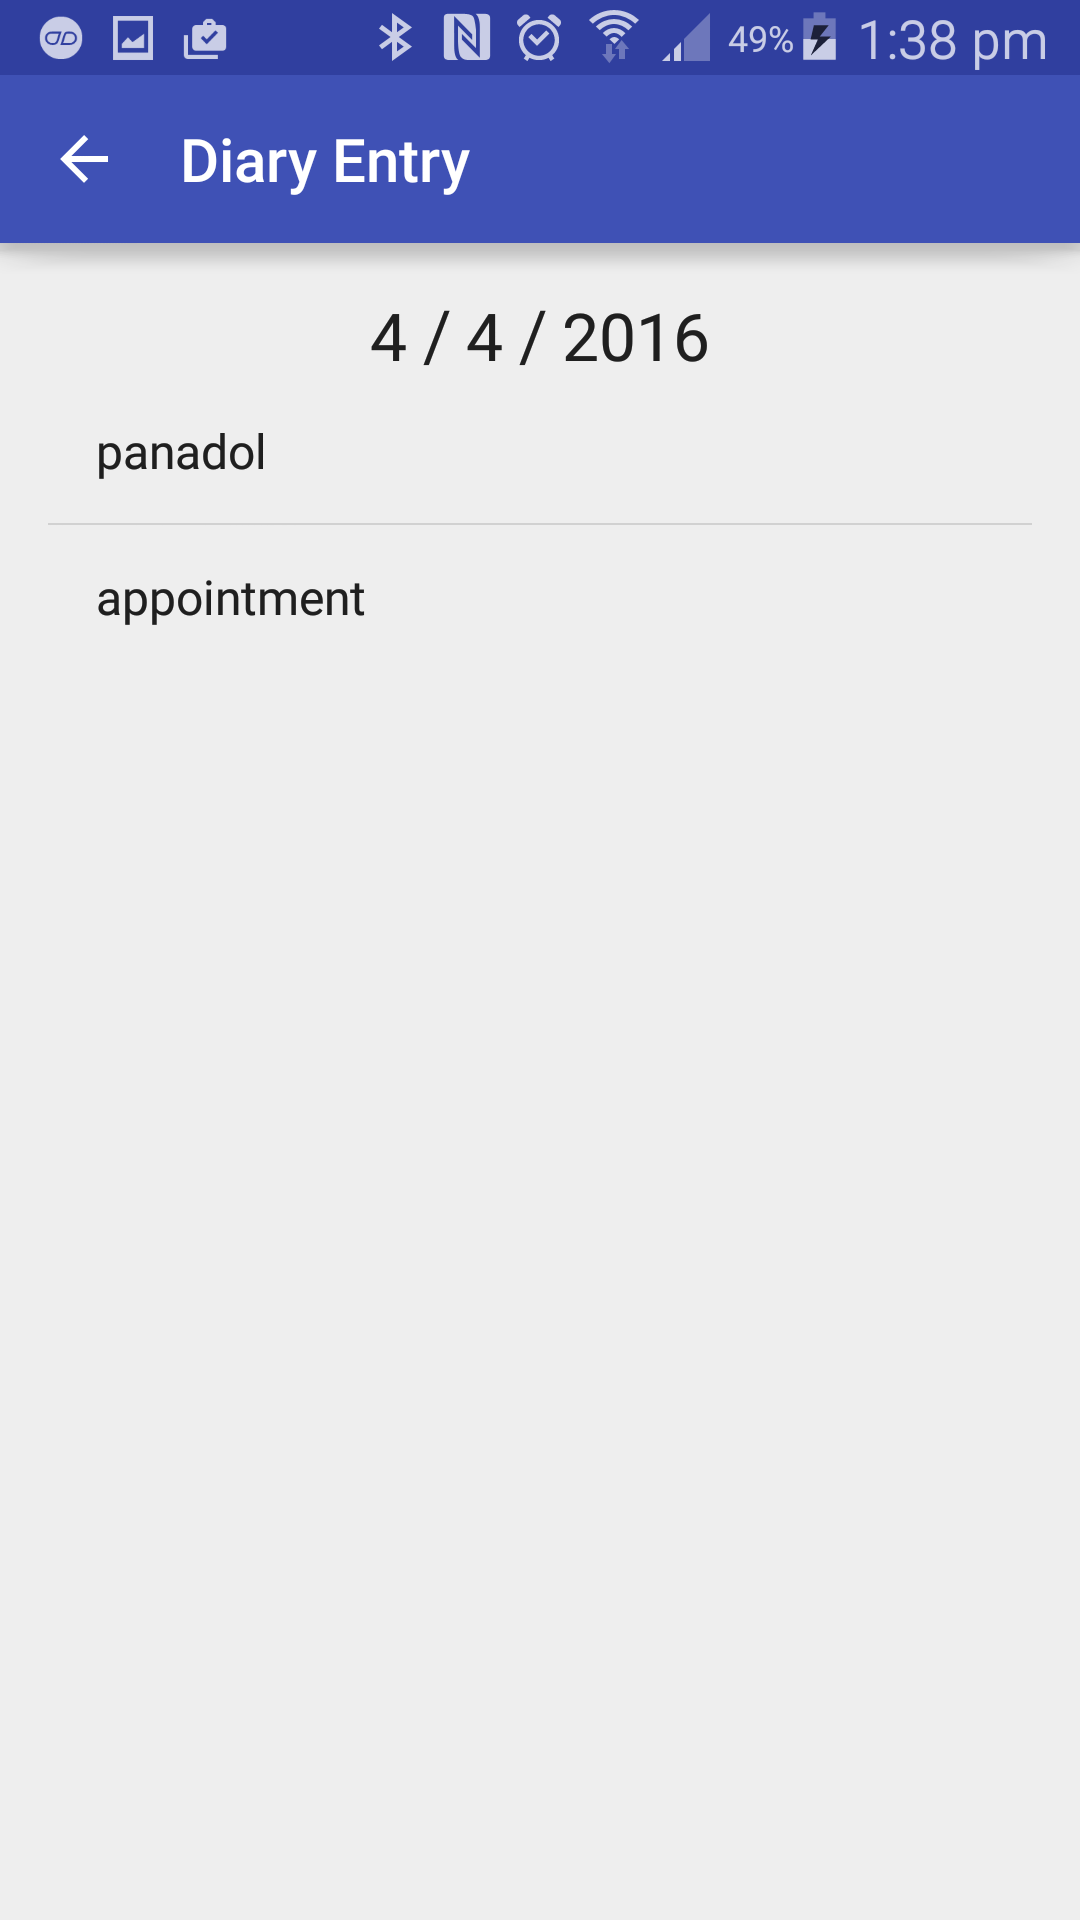 49% 1:38 pm
Diary Entry
4 / 4 / 2016
panadol
appointment